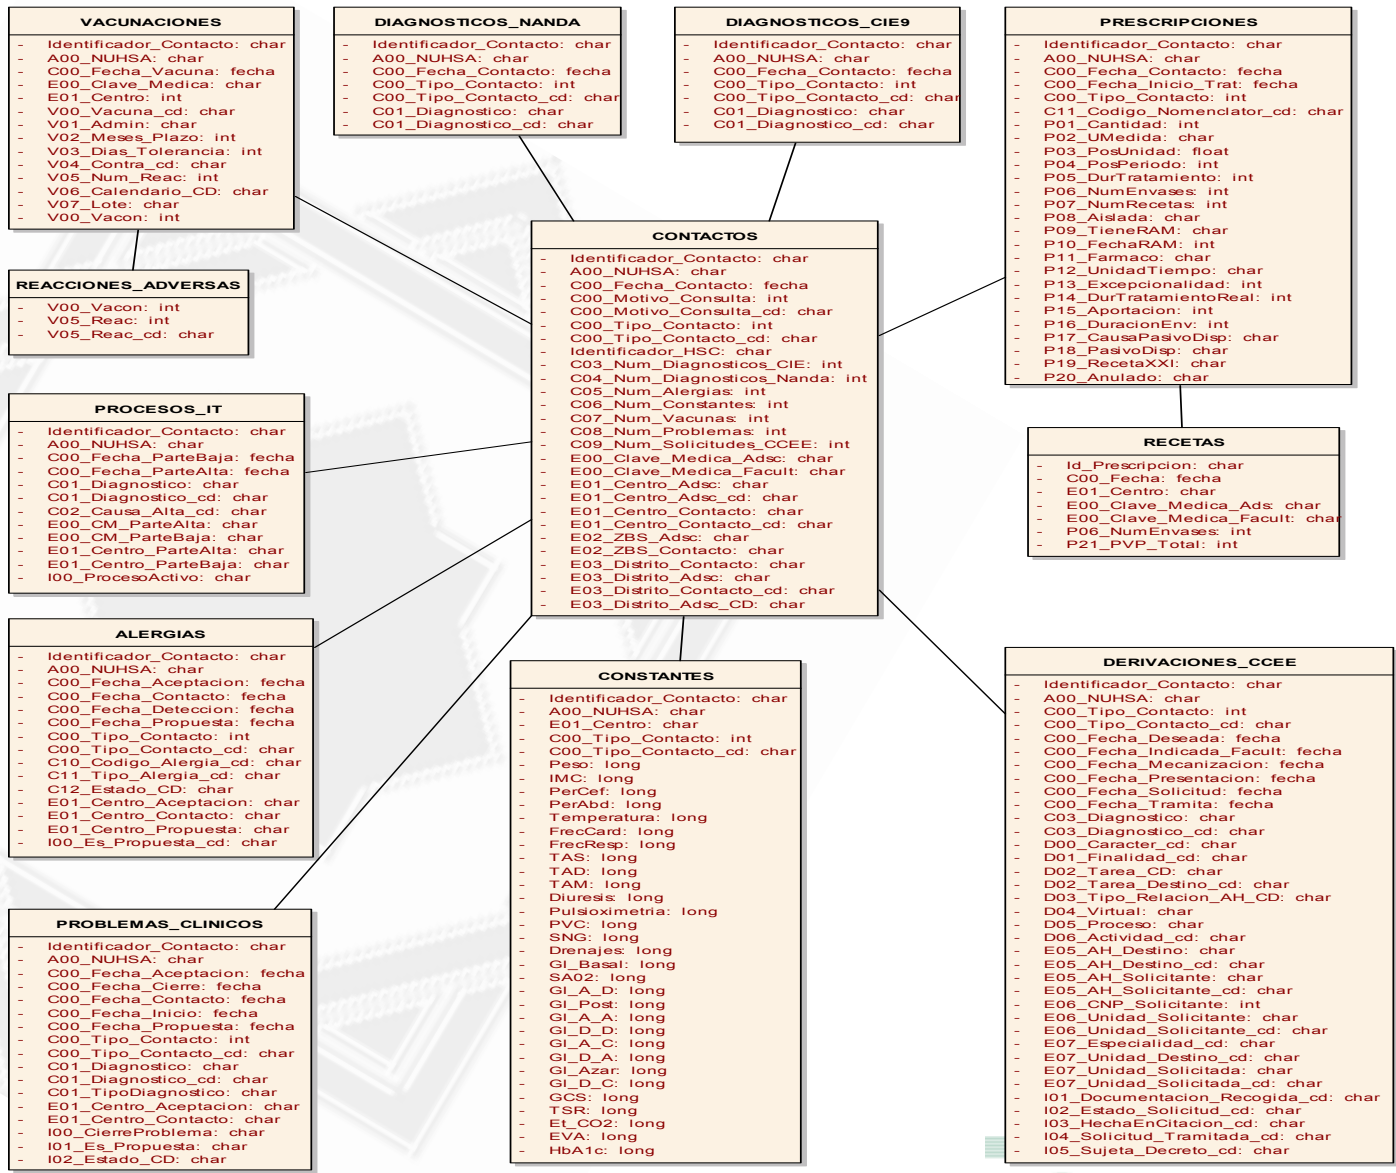 VACUNACIONES
- Identificador_Contacto: char
- A00_NUHSA: char
- C00_Fecha_Vacuna: fecha
- E00_Clave_Medica: char
- E01_Centro: int
- V00_Vacuna_cd: char
- V01_Admin: char
- V02_Meses_Plazo: int
- V03_Dias_Tolerancia: int
- V04_Contra_cd: char
- V05_Num_Reac: int
- V06_Calendario_CD: char
- V07_Lote: char
- V00_Vacon: int
DIAGNOSTICOS_NANDA
- Identificador_Contacto: char
- A00_NUHSA: char
- C00_Fecha_Contacto: fecha
- C00_Tipo_Contacto: int
- C00_Tipo_Contacto_cd: char
- C01_Diagnostico: char
- C01_Diagnostico_cd: char
DIAGNOSTICOS_CIE9
- Identificador_Contacto: char
- A00_NUHSA: char
- C00_Fecha_Contacto: fecha
- C00_Tipo_Contacto: int
- C00_Tipo_Contacto_cd: char
- C01_Diagnostico: char
- C01_Diagnostico_cd: char
PRESCRIPCIONES
- Identificador_Contacto: char
- A00_NUHSA: char
- C00_Fecha_Contacto: fecha
- C00_Fecha_Inicio_Trat: fecha
- C00_Tipo_Contacto: int
- C11_Codigo_Nomenclator_cd: char
- P01_Cantidad: int
- P02_UMedida: char
- P03_PosUnidad: float
- P04_PosPeriodo: int
- P05_DurTratamiento: int
- P06_NumEnvases: int
- P07_NumRecetas: int
- P08_Aislada: char
- P09_TieneRAM: char
- P10_FechaRAM: int
- P11_Farmaco: char
- P12_UnidadTiempo: char
- P13_Excepcionalidad: int
- P14_DurTratamientoReal: int
- P15_Aportacion: int
- P16_DuracionEnv: int
- P17_CausaPasivoDisp: char
- P18_PasivoDisp: char
- P19_RecetaXXI: char
- P20_Anulado: char
CONTACTOS
- Identificador_Contacto: char
- A00_NUHSA: char
- C00_Fecha_Contacto: fecha
- C00_Motivo_Consulta: int
- C00_Motivo_Consulta_cd: char
- C00_Tipo_Contacto: int
- C00_Tipo_Contacto_cd: char
- Identificador_HSC: char
- C03_Num_Diagnosticos_CIE: int
- C04_Num_Diagnosticos_Nanda: int
- C05_Num_Alergias: int
- C06_Num_Constantes: int
- C07_Num_Vacunas: int
- C08_Num_Problemas: int
- C09_Num_Solicitudes_CCEE: int
- E00_Clave_Medica_Adsc: char
- E00_Clave_Medica_Facult: char
- E01_Centro_Adsc: char
- E01_Centro_Adsc_cd: char
- E01_Centro_Contacto: char
- E01_Centro_Contacto_cd: char
- E02_ZBS_Adsc: char
- E02_ZBS_Contacto: char
- E03_Distrito_Contacto: char
- E03_Distrito_Adsc: char
- E03_Distrito_Contacto_cd: char
- E03_Distrito_Adsc_CD: char
REACCIONES_ADVERSAS
- V00_Vacon: int
- V05_Reac: int
- V05_Reac_cd: char
PROCESOS_IT
- Identificador_Contacto: char
- A00_NUHSA: char
- C00_Fecha_ParteBaja: fecha
- C00_Fecha_ParteAlta: fecha
- C01_Diagnostico: char
- C01_Diagnostico_cd: char
- C02_Causa_Alta_cd: char
- E00_CM_ParteAlta: char
- E00_CM_ParteBaja: char
- E01_Centro_ParteAlta: char
- E01_Centro_ParteBaja: char
- I00_ProcesoActivo: char
RECETAS
- Id_Prescripcion: char
- C00_Fecha: fecha
- E01_Centro: char
- E00_Clave_Medica_Ads: char
- E00_Clave_Medica_Facult: char
- P06_NumEnvases: int
- P21_PVP_Total: int
ALERGIAS
- Identificador_Contacto: char
- A00_NUHSA: char
- C00_Fecha_Aceptacion: fecha
- C00_Fecha_Contacto: fecha
- C00_Fecha_Deteccion: fecha
- C00_Fecha_Propuesta: fecha
- C00_Tipo_Contacto: int
- C00_Tipo_Contacto_cd: char
- C10_Codigo_Alergia_cd: char
- C11_Tipo_Alergia_cd: char
- C12_Estado_CD: char
- E01_Centro_Aceptacion: char
- E01_Centro_Contacto: char
- E01_Centro_Propuesta: char
- I00_Es_Propuesta_cd: char
CONSTANTES
- Identificador_Contacto: char
- A00_NUHSA: char
- E01_Centro: char
- C00_Tipo_Contacto: int
- C00_Tipo_Contacto_cd: char
- Peso: long
- IMC: long
- PerCef: long
- PerAbd: long
- Temperatura: long
- FrecCard: long
- FrecResp: long
- TAS: long
- TAD: long
- TAM: long
- Diuresis: long
- Pulsioximetria: long
- PVC: long
- SNG: long
- Drenajes: long
- Gl_Basal: long
- SA02: long
- Gl_A_D: long
- Gl_Post: long
- Gl_A_A: long
- Gl_D_D: long
- Gl_A_C: long
- Gl_D_A: long
- Gl_Azar: long
- Gl_D_C: long
- GCS: long
- TSR: long
- Et_CO2: long
- EVA: long
- HbA1c: long
DERIVACIONES_CCEE
- Identificador_Contacto: char
- A00_NUHSA: char
- C00_Tipo_Contacto: int
- C00_Tipo_Contacto_cd: char
- C00_Fecha_Deseada: fecha
- C00_Fecha_Indicada_Facult: fecha
- C00_Fecha_Mecanizacion: fecha
- C00_Fecha_Presentacion: fecha
- C00_Fecha_Solicitud: fecha
- C00_Fecha_Tramita: fecha
- C03_Diagnostico: char
- C03_Diagnostico_cd: char
- D00_Caracter_cd: char
- D01_Finalidad_cd: char
- D02_Tarea_CD: char
- D02_Tarea_Destino_cd: char
- D03_Tipo_Relacion_AH_CD: char
- D04_Virtual: char
- D05_Proceso: char
- D06_Actividad_cd: char
- E05_AH_Destino: char
- E05_AH_Destino_cd: char
- E05_AH_Solicitante: char
- E05_AH_Solicitante_cd: char
- E06_CNP_Solicitante: int
- E06_Unidad_Solicitante: char
- E06_Unidad_Solicitante_cd: char
- E07_Especialidad_cd: char
- E07_Unidad_Destino_cd: char
- E07_Unidad_Solicitada: char
- E07_Unidad_Solicitada_cd: char
- I01_Documentacion_Recogida_cd: char
- I02_Estado_Solicitud_cd: char
- I03_HechaEnCitacion_cd: char
- I04_Solicitud_Tramitada_cd: char
- I05_Sujeta_Decreto_cd: char
PROBLEMAS_CLINICOS
- Identificador_Contacto: char
- A00_NUHSA: char
- C00_Fecha_Aceptacion: fecha
- C00_Fecha_Cierre: fecha
- C00_Fecha_Contacto: fecha
- C00_Fecha_Inicio: fecha
- C00_Fecha_Propuesta: fecha
- C00_Tipo_Contacto: int
- C00_Tipo_Contacto_cd: char
- C01_Diagnostico: char
- C01_Diagnostico_cd: char
- C01_TipoDiagnostico: char
- E01_Centro_Aceptacion: char
- E01_Centro_Contacto: char
- I00_CierreProblema: char
- I01_Es_Propuesta: char
- I02_Estado_CD: char